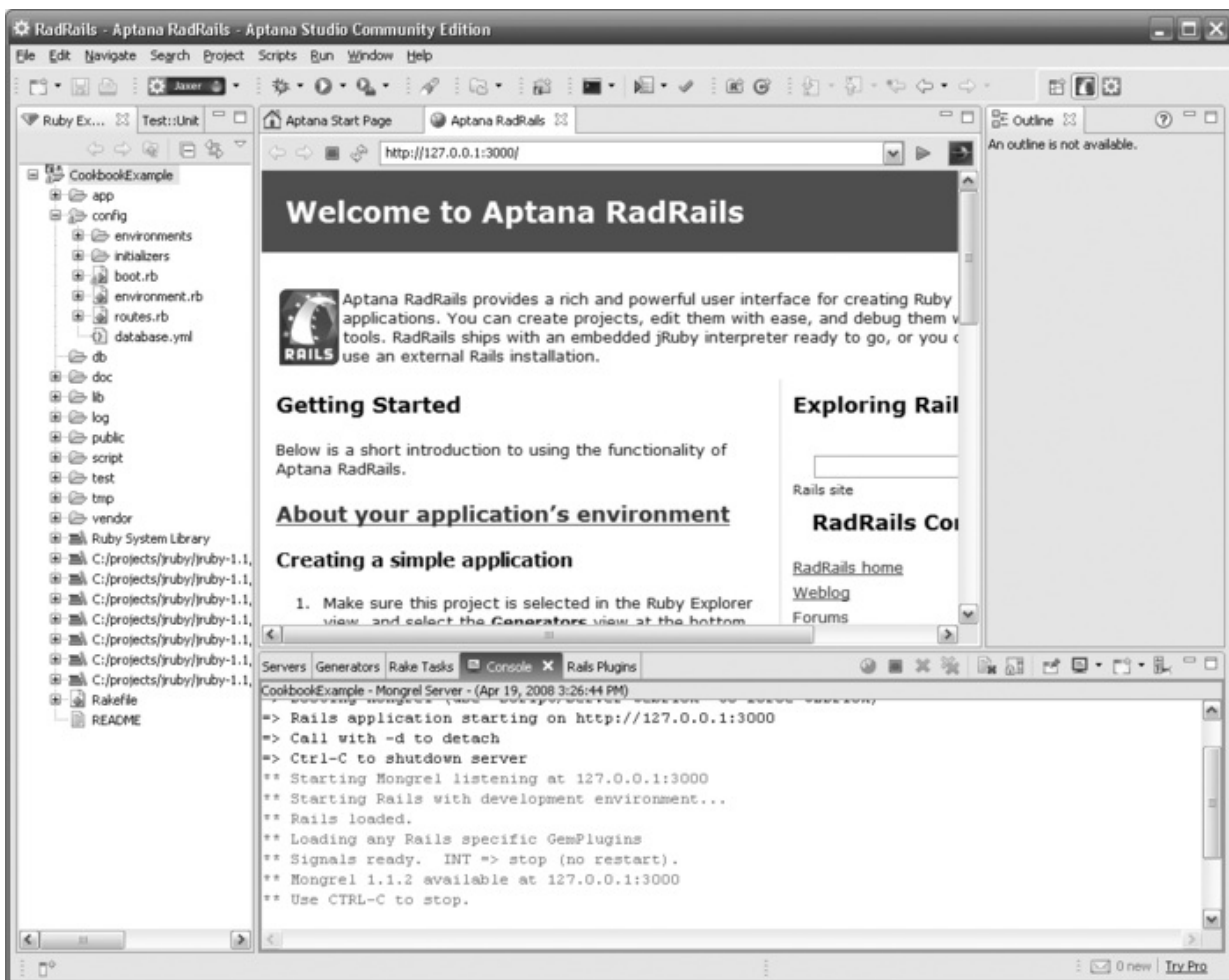 RadRails - Aptana RadRails - Aptana Studio Community Edition
File Edit Navigate Search Project Scripts Run Window Help
Jaxer
Ruby Ex... Test::Unit
CookbookExample
app
config
environments
initializers
boot.rb
environment.rb
routes.rb
database.yml
db
doc
lib
log
public
script
test
tmp
vendor
Ruby System Library
C:/projects/jruby/jruby-1.1,
C:/projects/jruby/jruby-1.1,
C:/projects/jruby/jruby-1.1,
C:/projects/jruby/jruby-1.1,
C:/projects/jruby/jruby-1.1,
C:/projects/jruby/jruby-1.1,
C:/projects/jruby/jruby-1.1,
Rakefile
README
Aptana Start Page Aptana RadRails
http://127.0.0.1:3000/
Welcome to Aptana RadRails
RAILS
Aptana RadRails provides a rich and powerful user interface for creating Ruby
applications. You can create projects, edit them with ease, and debug them
tools. RadRails ships with an embedded jRuby interpreter ready to go, or you
use an external Rails installation.
Getting Started
Below is a short introduction to using the functionality of
Aptana RadRails.
About your application's environment
Creating a simple application
1. Make sure this project is selected in the Ruby Explorer
view, and select the Generators view at the bottom
Exploring Rail
Rails site
RadRails Co
RadRails home
Weblog
Forums
Outline
An outline is not available.
Servers Generators Rake Tasks Console Rails Plugins
CookbookExample - Mongrel Server - (Apr 19, 2008 3:26:44 PM)
=> Rails application starting on http://127.0.0.1:3000
=> Call with -d to detach
=> Ctrl-C to shutdown server
** Starting Mongrel listening at 127.0.0.1:3000
** Starting Rails with development environment...
** Rails loaded.
** Loading any Rails specific GemPlugins
** Signals ready. INT => stop (no restart).
** Mongrel 1.1.2 available at 127.0.0.1:3000
** Use CTRL-C to stop.
0 new Try Pro